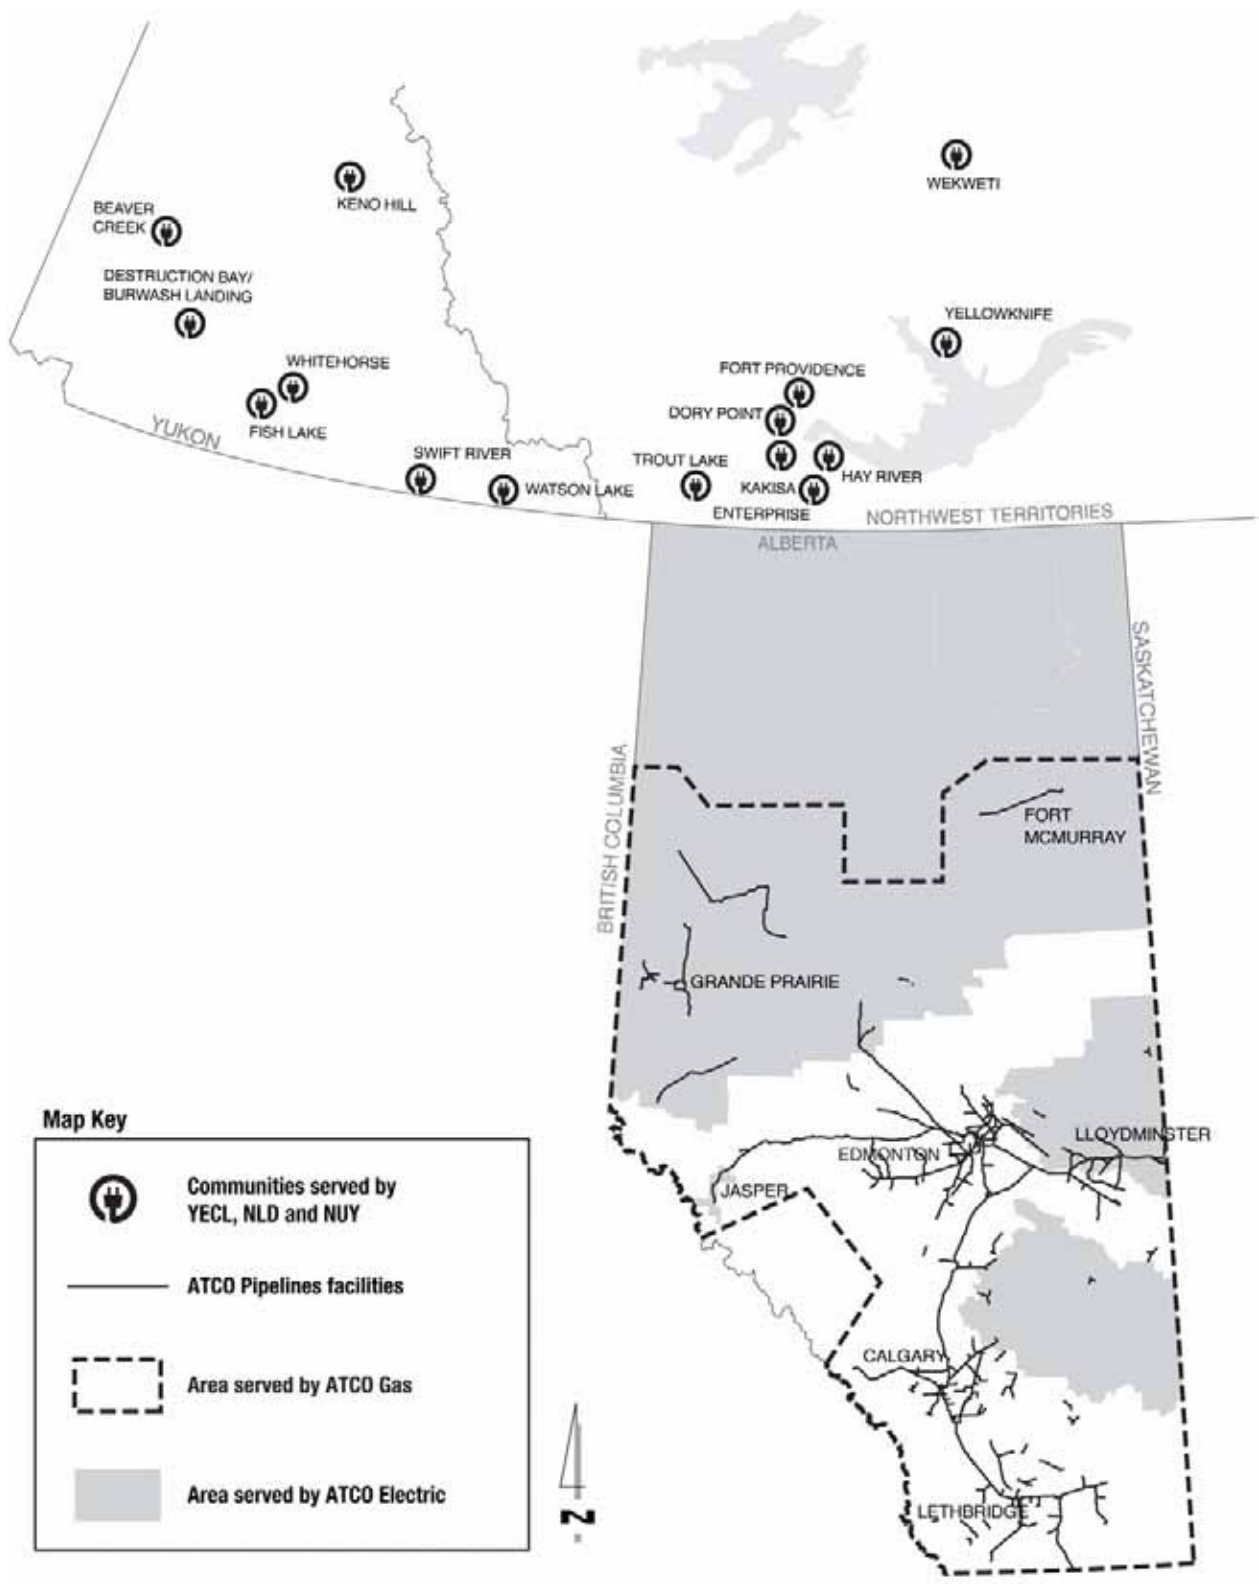 WEKWETI
KENO HILL
BEAVER
CREEK
DESTRUCTION BAY/
BURWASH LANDING
YELLOWKNIFE
WHITEHORSE
FORT PROVIDENCE
DORY POINT
YUKON
FISH LAKE
SWIFT RIVER
TROUT LAKE
HAY RIVER
WATSON LAKE
KAKISA
ENTERPRISE
NORTHWEST TERRITORIES
ALBERTA
SASKATCHEWAN
BRITISH COLUMBIA
FORT
MCMURRAY
GRANDE PRAIRIE
LLOYDMINSTER
EDMONTON
JASPER
CALGARY
LETHBRIDGE
Map Key
Communities served by
YECL, NLD and NUY
ATCO Pipelines facilities
Area served by ATCO Gas
Area served by ATCO Electric
N